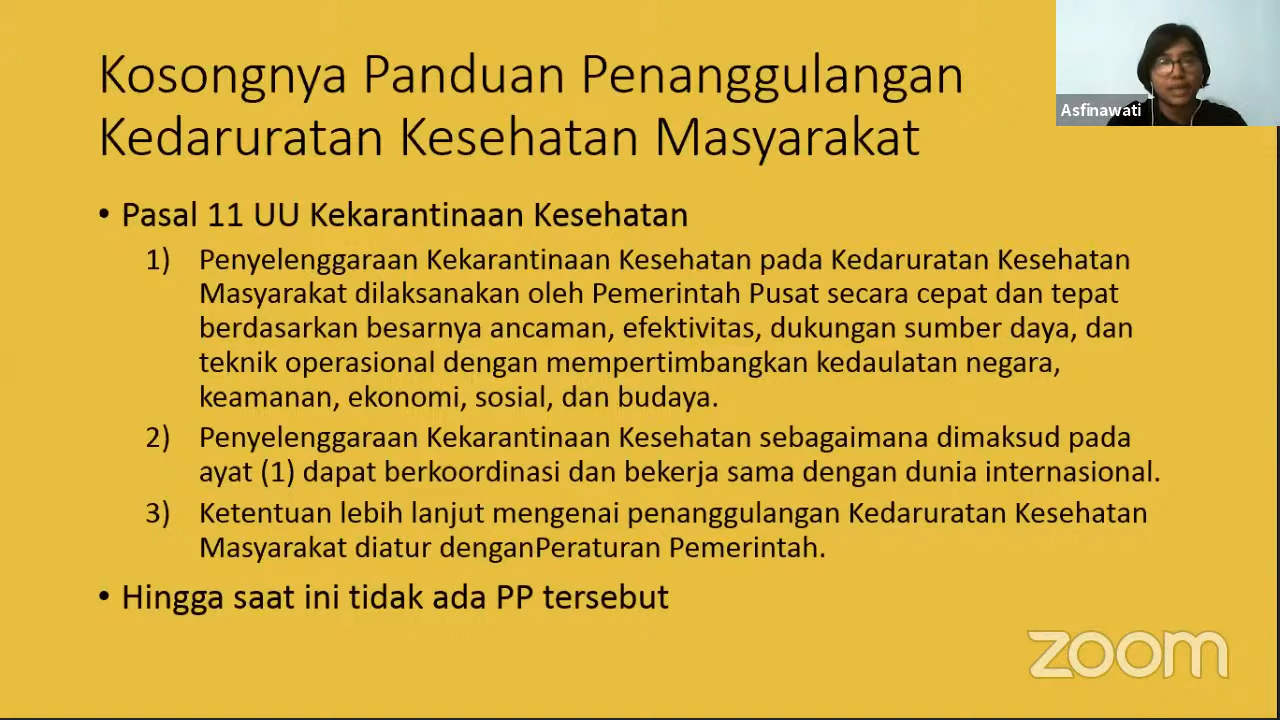 Kosongnya Panduan Penanggulangan
Kedaruratan Kesehatan Masyarakat
Asfinawati
• Pasal 11 UU Kekarantinaan Kesehatan
1) Penyelenggaraan Kekarantinaan Kesehatan pada Kedaruratan Kesehatan
Masyarakat dilaksanakan oleh Pemerintah Pusat secara cepat dan tepat
berdasarkan besarnya ancaman, efektivitas, dukungan sumber daya, dan
teknik operasional dengan mempertimbangkan kedaulatan negara,
keamanan, ekonomi, sosial, dan budaya.
2) Penyelenggaraan Kekarantinaan Kesehatan sebagaimana dimaksud pada
ayat (1) dapat berkoordinasi dan bekerja sama dengan dunia internasional.
3) Ketentuan lebih lanjut mengenai penanggulangan Kedaruratan Kesehatan
Masyarakat diatur denganPeraturan Pemerintah.
• Hingga saat ini tidak ada PP tersebut
zoom